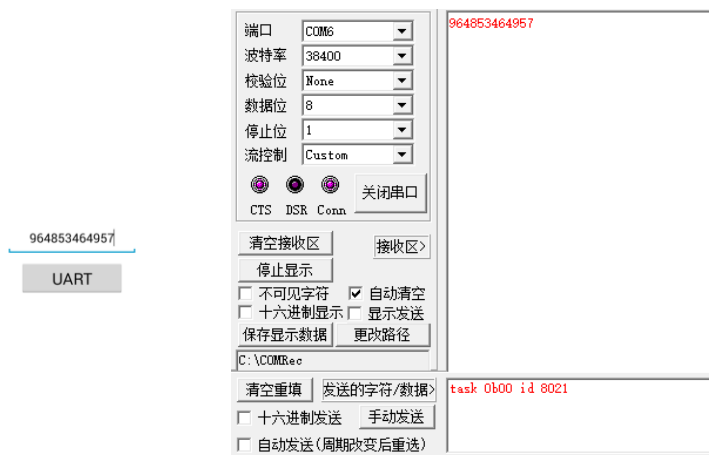 964853464957
UART
端口 COM6
波特率 38400
校验位 None
数据位 8
停止位 1
流控制 Custom
CTS DSR Conn
关闭串口
清空接收区
接收区>
停止显示
不可见字符 自动清空
十六进制显示 显示发送
保存显示数据 更改路径
C:\COMRec
964853464957
清空重填 发送的字符/数据>
十六进制发送 手动发送
自动发送(周期改变后重选)
task 0b00 id 8021